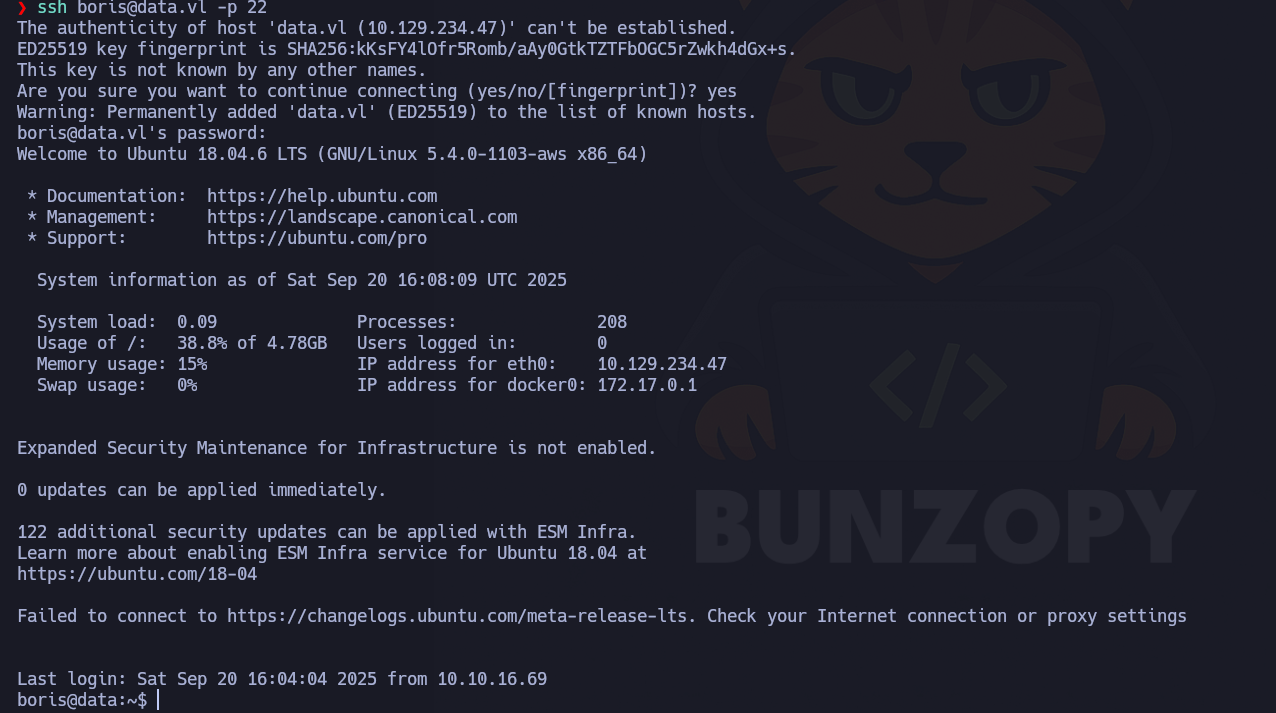 ❯ ssh boris@data.vl -p 22
The authenticity of host 'data.vl (10.129.234.47)' can't be established.
ED25519 key fingerprint is SHA256:kKsFY4lOfr5Romb/aAy0GtkTZTFbOGC5rZwkh4dGx+s.
This key is not known by any other names.
Are you sure you want to continue connecting (yes/no/[fingerprint])? yes
Warning: Permanently added 'data.vl' (ED25519) to the list of known hosts.
boris@data.vl's password:
Welcome to Ubuntu 18.04.6 LTS (GNU/Linux 5.4.0-1103-aws x86_64)
* Documentation:  https://help.ubuntu.com
* Management:     https://landscape.canonical.com
* Support:        https://ubuntu.com/pro
System information as of Sat Sep 20 16:08:09 UTC 2025
System load:  0.09               Processes:              208
Usage of /:   38.8% of 4.78GB   Users logged in:        0
Memory usage: 15%                IP address for eth0:    10.129.234.47
Swap usage:   0%                 IP address for docker0: 172.17.0.1
Expanded Security Maintenance for Infrastructure is not enabled.
0 updates can be applied immediately.
122 additional security updates can be applied with ESM Infra.
Learn more about enabling ESM Infra service for Ubuntu 18.04 at
https://ubuntu.com/18-04
Failed to connect to https://changelogs.ubuntu.com/meta-release-lts. Check your Internet connection or proxy settings
Last login: Sat Sep 20 16:04:04 2025 from 10.10.16.69
boris@data:~$
</>
BUNZOPY